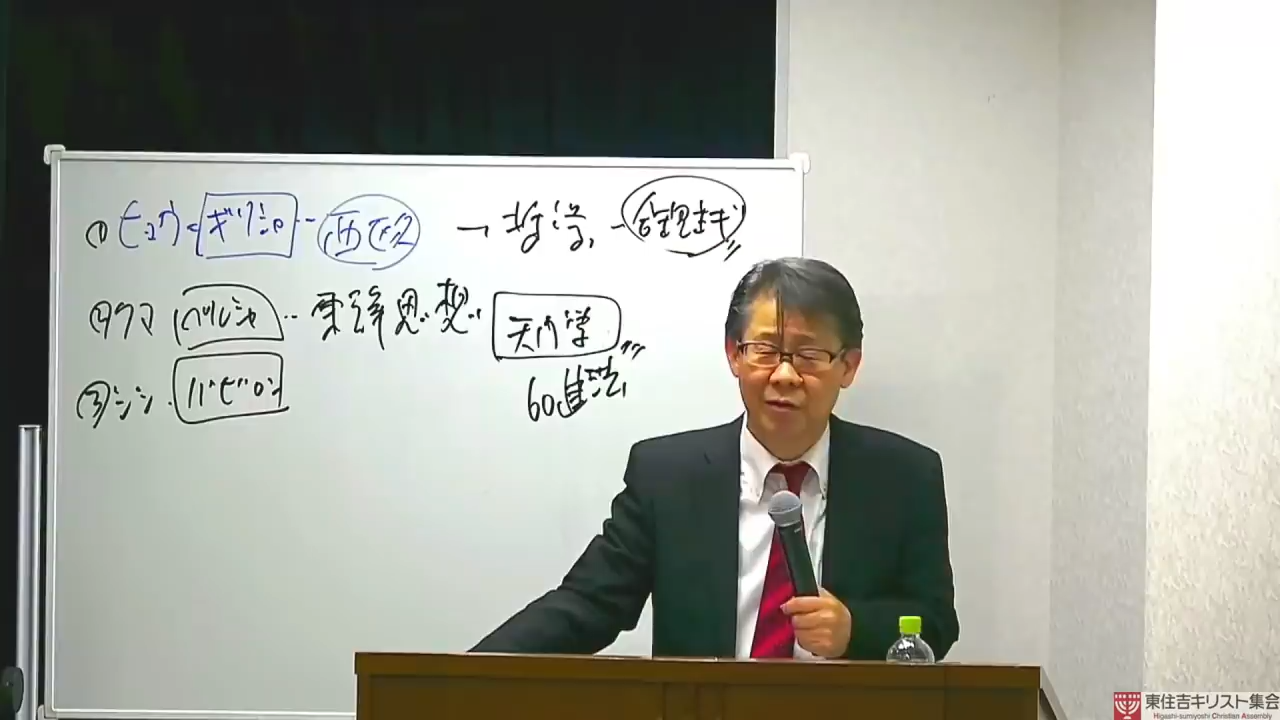 ① ヒョウ - ギリシャ - 西欧 → 哲学、- 合理主義
② クマ ペルシャ … 東洋思想… 天文学
60進法
③ シシ・バビロン
東住吉キリスト集会
Higashi-sumiyoshi Christian Assembly